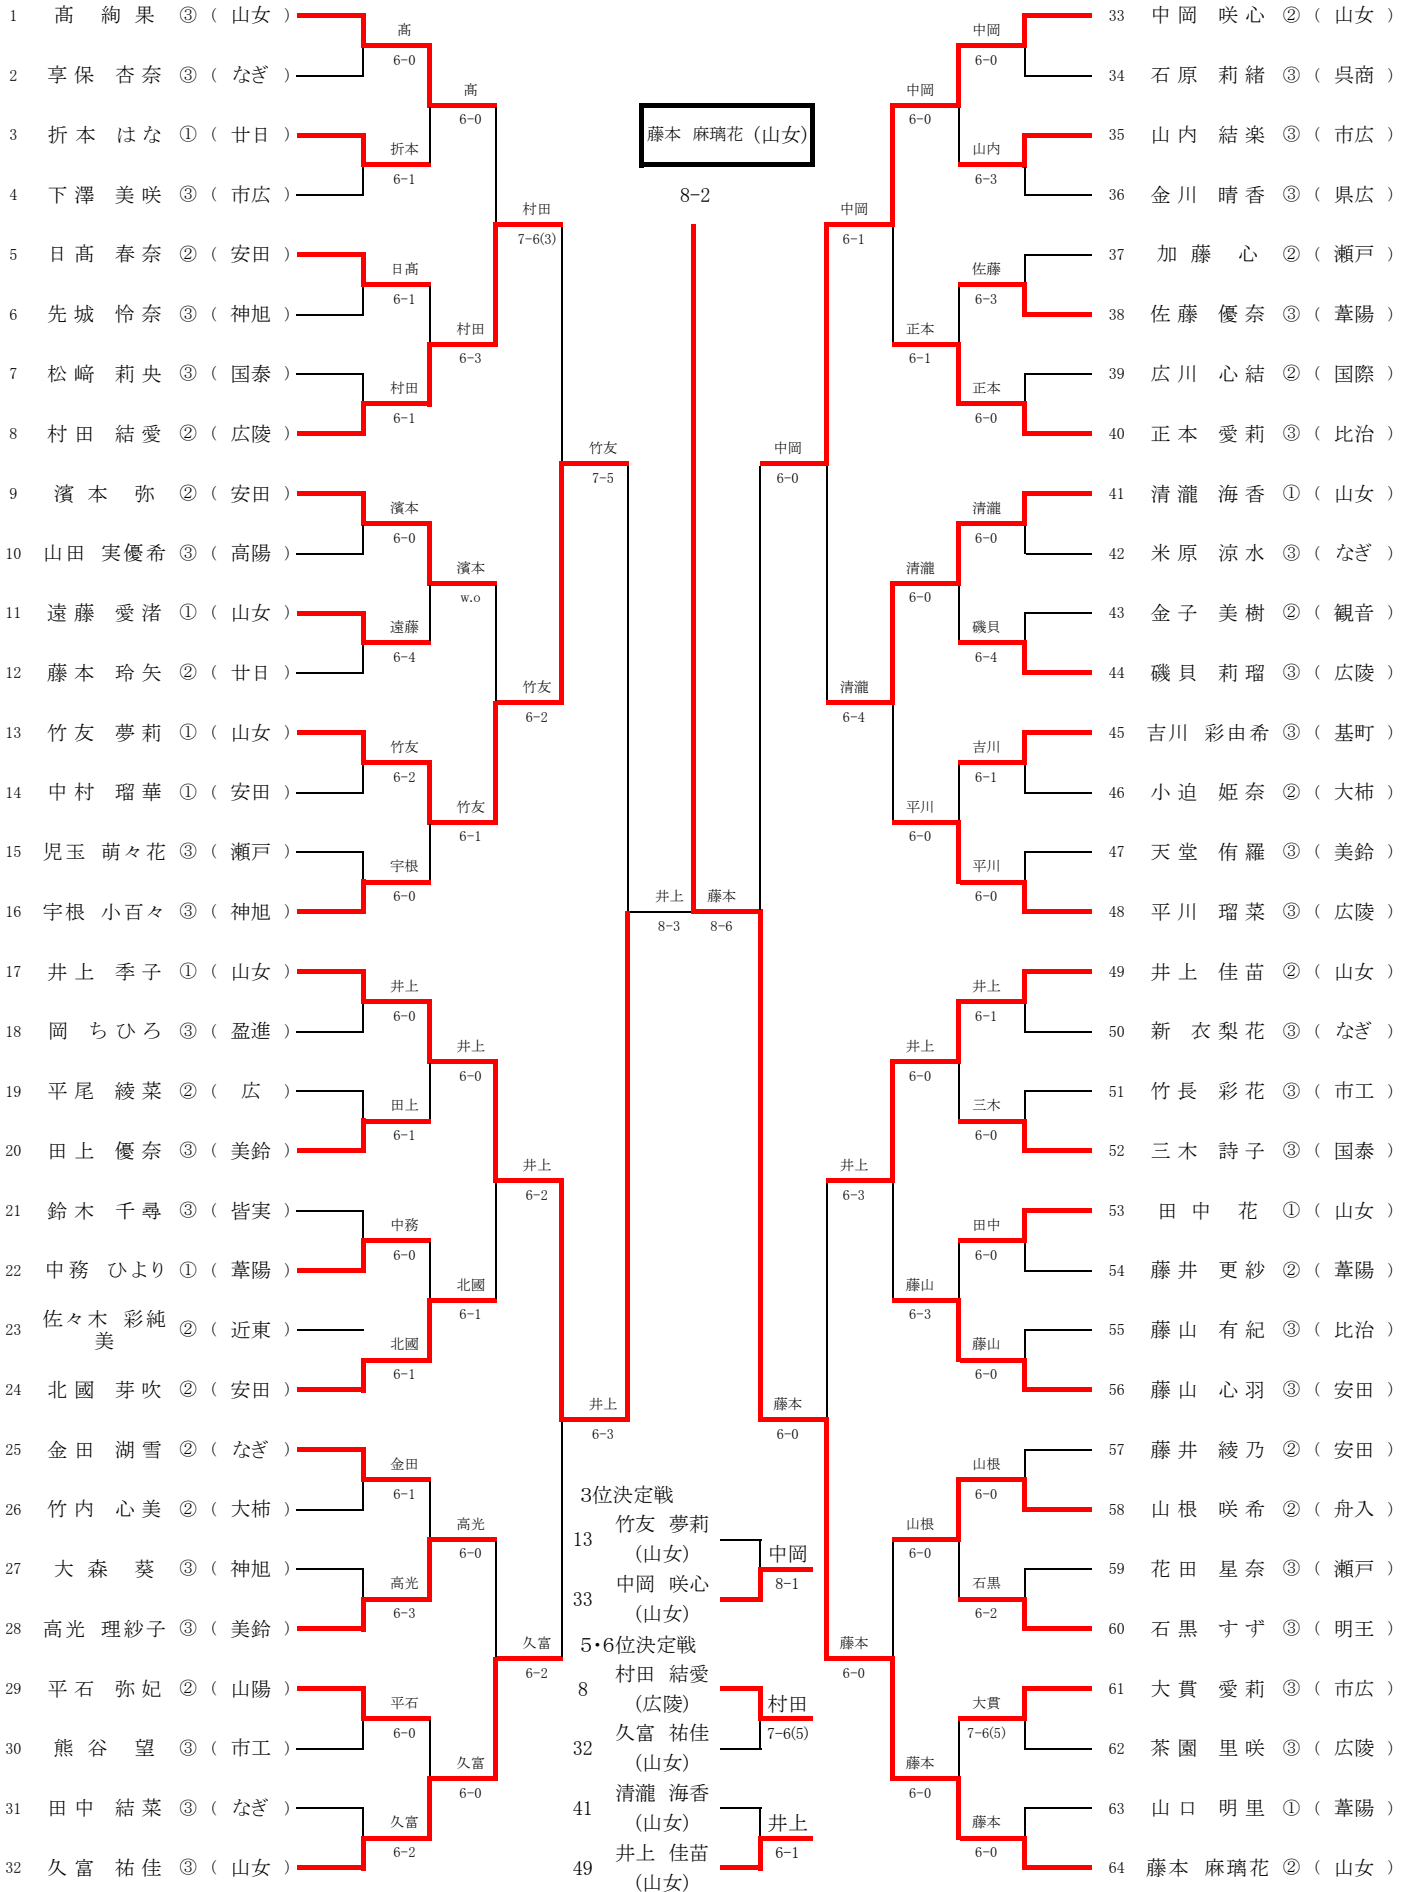 1 髙 絢果 ③ ( 山女 )
2 享保 杏奈 ③ ( なぎ )
3 折本 はな ① ( 廿日 )
4 下澤 美咲 ③ ( 市広 )
5 日髙 春奈 ② ( 安田 )
6 先城 怜奈 ③ ( 神旭 )
7 松﨑 莉央 ③ ( 国泰 )
8 村田 結愛 ② ( 広陵 )
9 濱本 弥 ② ( 安田 )
10 山田 実優希 ③ ( 高陽 )
11 遠藤 愛渚 ① ( 山女 )
12 藤本 玲矢 ② ( 廿日 )
13 竹友 夢莉 ① ( 山女 )
14 中村 瑠華 ① ( 安田 )
15 児玉 萌々花 ③ ( 瀬戸 )
16 宇根 小百々 ③ ( 神旭 )
17 井上 季子 ① ( 山女 )
18 岡 ちひろ ③ ( 盈進 )
19 平尾 綾菜 ② ( 広 )
20 田上 優奈 ③ ( 美鈴 )
21 鈴木 千尋 ③ ( 皆実 )
22 中務 ひより ① ( 葦陽 )
23 佐々木 彩純
美 ② ( 近東 )
24 北國 芽吹 ② ( 安田 )
25 金田 湖雪 ② ( なぎ )
26 竹内 心美 ② ( 大柿 )
27 大森 葵 ③ ( 神旭 )
28 高光 理紗子 ③ ( 美鈴 )
29 平石 弥妃 ② ( 山陽 )
30 熊谷 望 ③ ( 市工 )
31 田中 結菜 ③ ( なぎ )
32 久富 祐佳 ③ ( 山女 )
髙
6-0
折本
6-1
日髙
6-1
村田
6-1
濱本
6-0
遠藤
6-4
竹友
6-2
宇根
6-0
井上
6-0
田上
6-1
中務
6-0
北國
6-1
金田
6-1
高光
6-3
平石
6-0
久富
6-2
髙
6-0
村田
6-3
濱本
w.o
竹友
6-1
井上
6-0
北國
6-1
高光
6-0
久富
6-0
村田
7-6(3)
竹友
6-2
井上
6-2
久富
6-2
竹友
7-5
井上
6-3
井上
8-3
藤本 麻璃花 (山女)
8-2
藤本
8-6
中岡
6-0
藤本
6-0
中岡
6-1
清瀧
6-4
井上
6-3
藤本
6-0
中岡
6-0
正本
6-1
清瀧
6-0
平川
6-0
井上
6-0
藤山
6-3
山根
6-0
藤本
6-0
中岡
6-0
山内
6-3
佐藤
6-3
正本
6-0
清瀧
6-0
磯貝
6-4
吉川
6-1
平川
6-0
井上
6-1
三木
6-0
田中
6-0
藤山
6-0
山根
6-0
石黒
6-2
大貫
7-6(5)
藤本
6-0
33 中岡 咲心 ② ( 山女 )
34 石原 莉緒 ③ ( 呉商 )
35 山内 結楽 ③ ( 市広 )
36 金川 晴香 ③ ( 県広 )
37 加藤 心 ② ( 瀬戸 )
38 佐藤 優奈 ③ ( 葦陽 )
39 広川 心結 ② ( 国際 )
40 正本 愛莉 ③ ( 比治 )
41 清瀧 海香 ① ( 山女 )
42 米原 涼水 ③ ( なぎ )
43 金子 美樹 ② ( 観音 )
44 磯貝 莉瑠 ③ ( 広陵 )
45 吉川 彩由希 ③ ( 基町 )
46 小迫 姫奈 ② ( 大柿 )
47 天堂 侑羅 ③ ( 美鈴 )
48 平川 瑠菜 ③ ( 広陵 )
49 井上 佳苗 ② ( 山女 )
50 新 衣梨花 ③ ( なぎ )
51 竹長 彩花 ③ ( 市工 )
52 三木 詩子 ③ ( 国泰 )
53 田中 花 ① ( 山女 )
54 藤井 更紗 ② ( 葦陽 )
55 藤山 有紀 ③ ( 比治 )
56 藤山 心羽 ③ ( 安田 )
57 藤井 綾乃 ② ( 安田 )
58 山根 咲希 ② ( 舟入 )
59 花田 星奈 ③ ( 瀬戸 )
60 石黒 すず ③ ( 明王 )
61 大貫 愛莉 ③ ( 市広 )
62 茶園 里咲 ③ ( 広陵 )
63 山口 明里 ① ( 葦陽 )
64 藤本 麻璃花 ② ( 山女 )
3位決定戦
13 竹友 夢莉
(山女)
33 中岡 咲心
(山女)
中岡
8-1
5・6位決定戦
8 村田 結愛
(広陵)
32 久富 祐佳
(山女)
村田
7-6(5)
41 清瀧 海香
(山女)
49 井上 佳苗
(山女)
井上
6-1